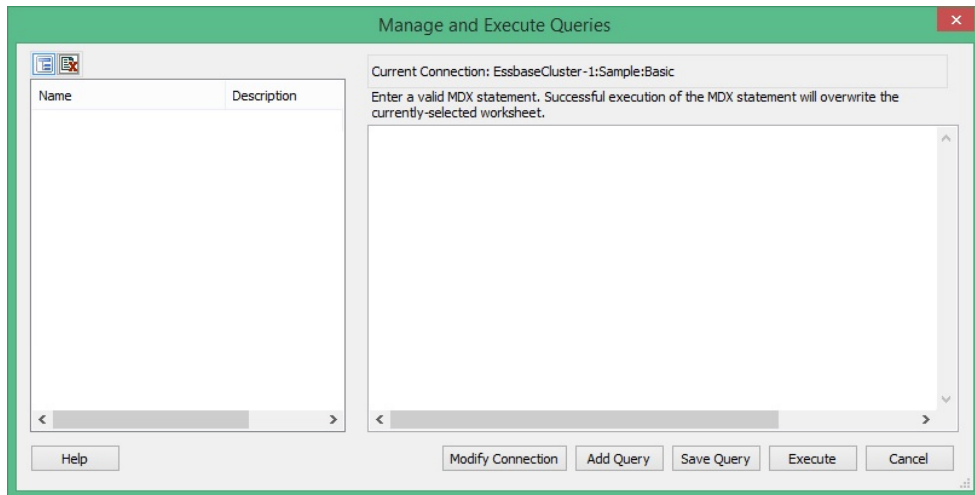 Manage and Execute Queries
Current Connection: EssbaseCluster-1:Sample:Basic
Name Description
Enter a valid MDX statement. Successful execution of the MDX statement will overwrite the
currently-selected worksheet.
Help Modify Connection Add Query Save Query Execute Cancel